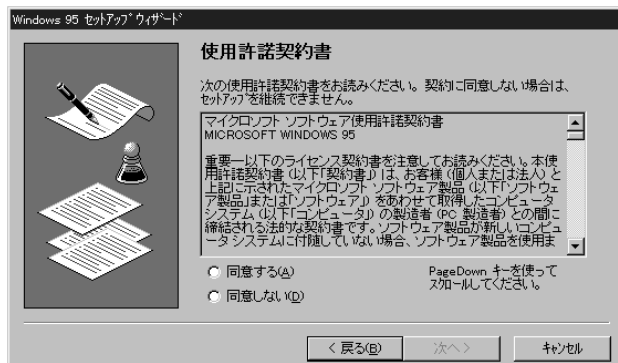 Windows 95 ｾｯﾄｱｯﾌﾟ ｳｨｻﾞｰﾄﾞ
使用許諾契約書
次の使用許諾契約書をお読みください。契約に同意しない場合は、
ｾｯﾄｱｯﾌﾟを継続できません。
マイクロソフト ソフトウェア使用許諾契約書
MICROSOFT WINDOWS 95
重要－以下のライセンス契約書を注意してお読みください。本使
用許諾契約書（以下「契約書」）は、お客様（個人または法人）と
上記に示されたマイクロソフト ソフトウェア製品（以下「ソフトウェ
ア製品」または「ソフトウェア」）をあわせて取得したコンピュータ
システム（以下「コンピュータ」）の製造者（PC 製造者）との間に
締結される法的な契約書です。ソフトウェア製品が新しいコンピュ
ータ システムに付随していない場合、ソフトウェア製品を使用ま
同意する(A)
同意しない(D)
PageDown キーを使って
ｽｸﾛｰﾙしてください。
< 戻る(B)
次へ >
ｷｬﾝｾﾙ